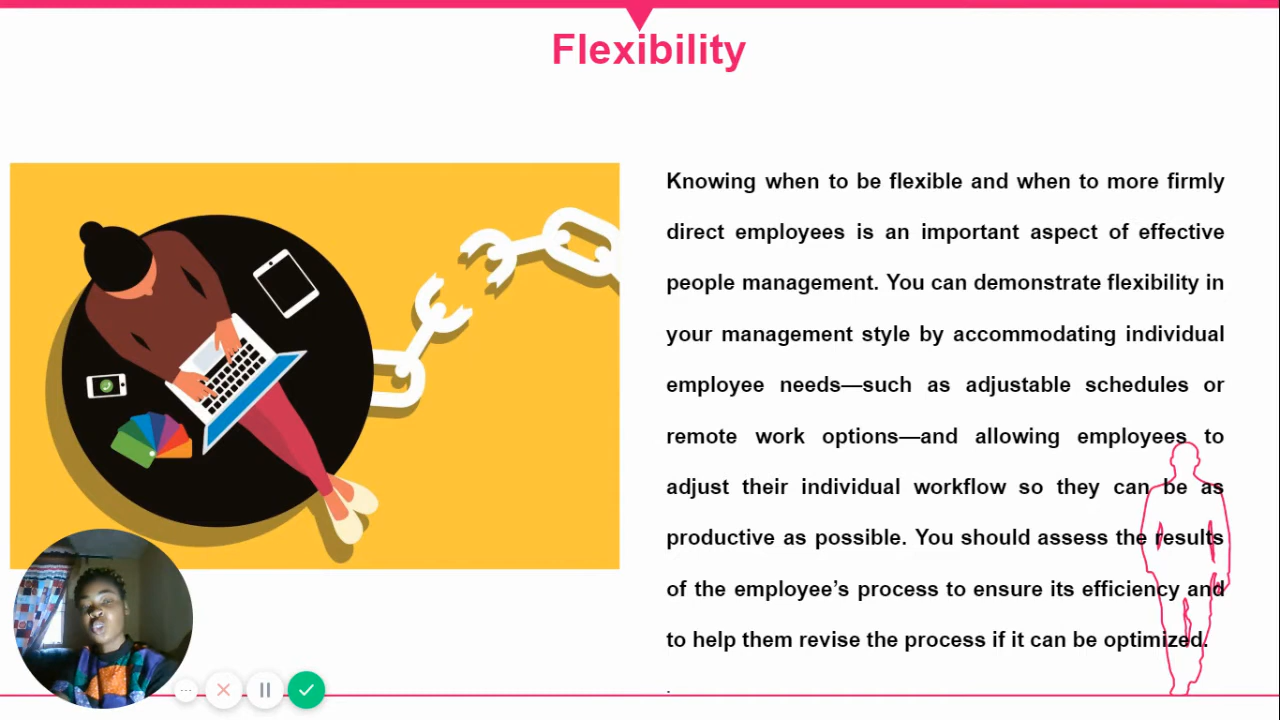 Flexibility
Knowing when to be flexible and when to more firmly
direct employees is an important aspect of effective
people management. You can demonstrate flexibility in
your management style by accommodating individual
employee needs—such as adjustable schedules or
remote work options—and allowing employees to
adjust their individual workflow so they can be as
productive as possible. You should assess the results
of the employee’s process to ensure its efficiency and
to help them revise the process if it can be optimized.
.